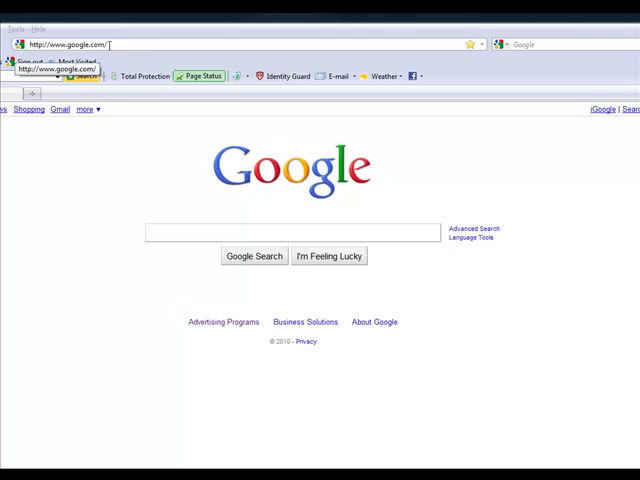 Tools Help
http://www.google.com/
Google
Sign out Most Visited
http://www.google.com/
Search
Total Protection Page Status Identity Guard E-mail Weather
Shopping Gmail more ▼
iGoogle |
Google
Advanced Search
Language Tools
Google Search I'm Feeling Lucky
Advertising Programs Business Solutions About Google
© 2010 - Privacy